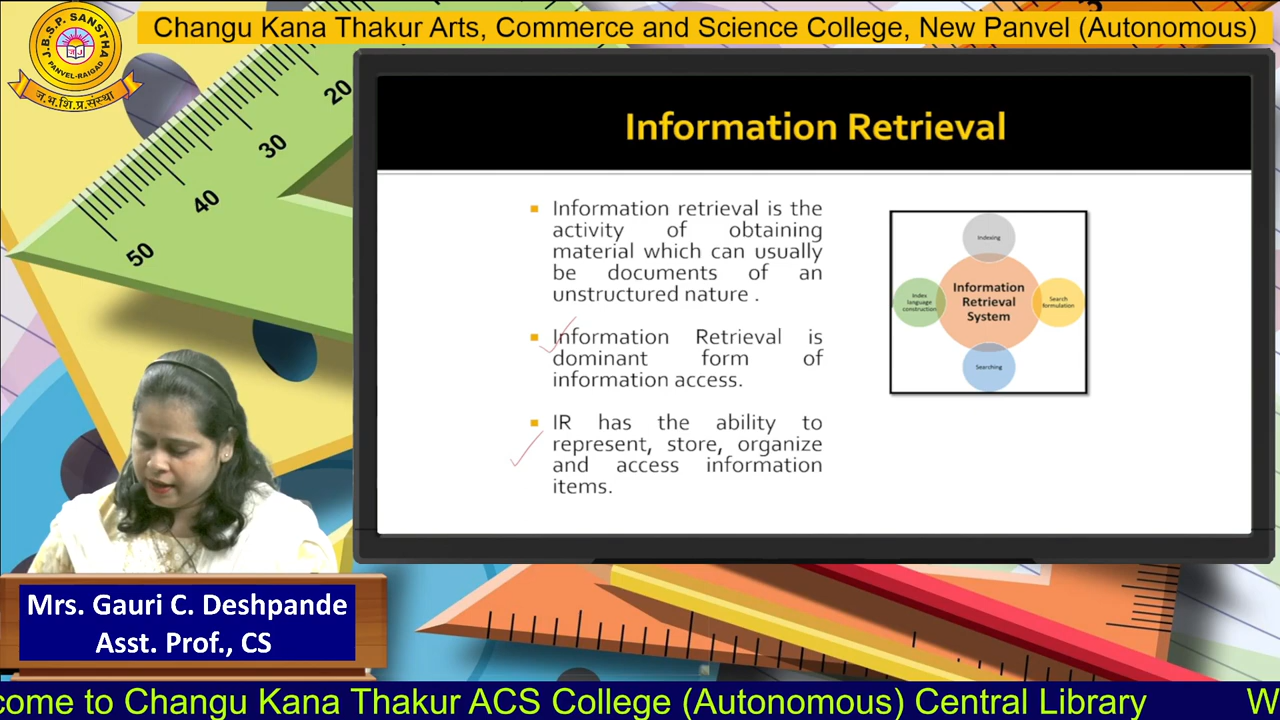 Changu Kana Thakur Arts, Commerce and Science College, New Panvel (Autonomous)
J.B.S.P. SANSTHA
PANVEL-RAIGAD
ज.भ.शि.प्र.संस्था
20
30
40
50
Information Retrieval
Information retrieval is the
activity of obtaining
material which can usually
be documents of an
unstructured nature .
Information Retrieval is
dominant form of
information access.
IR has the ability to
represent, store, organize
and access information
items.
Indexing
Index
language
construction
Information
Retrieval
System
Search
formulation
Searching
Mrs. Gauri C. Deshpande
Asst. Prof., CS
come to Changu Kana Thakur ACS College (Autonomous) Central Library W